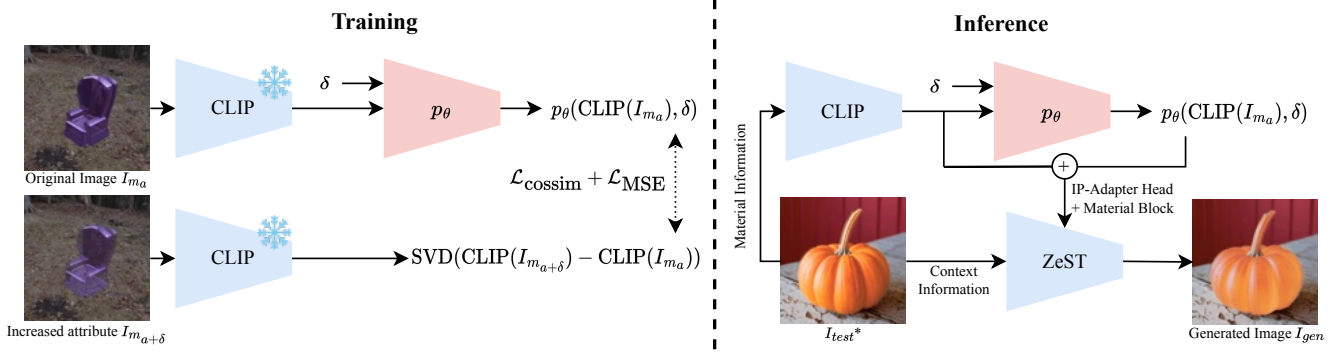 Training
CLIP
δ
p_θ
p_θ(CLIP(I_{m_a}), δ)
Original Image I_{m_a}
ℒ_cossim + ℒ_MSE
CLIP
SVD(CLIP(I_{m_{a+δ}}) − CLIP(I_{m_a}))
Increased attribute I_{m_{a+δ}}
Inference
Material Information
CLIP
δ
p_θ
p_θ(CLIP(I_{m_a}), δ)
+
IP-Adapter Head
+ Material Block
Context
Information
ZeST
I_{test}*
Generated Image I_{gen}